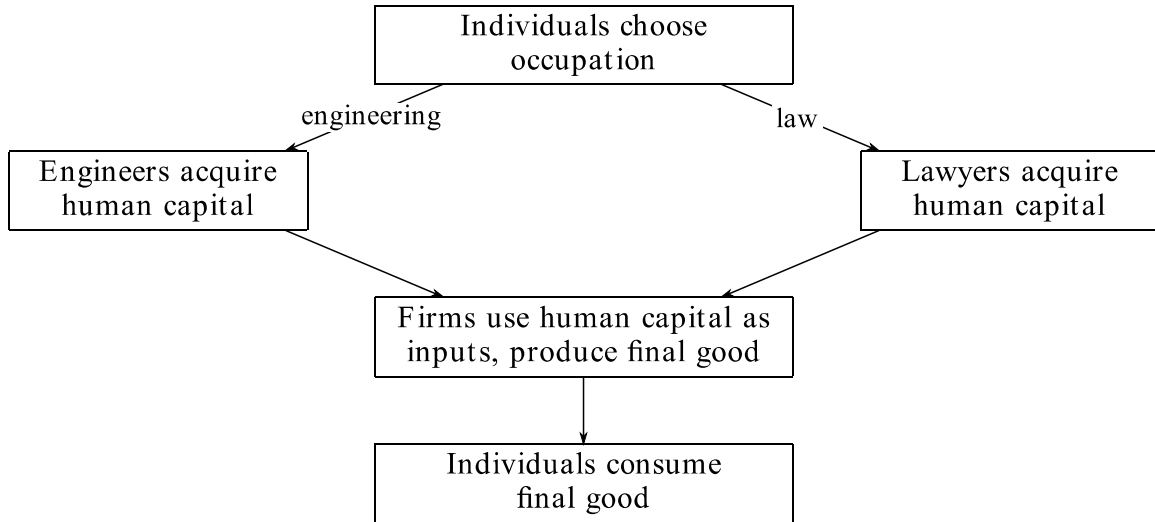 Individuals choose
occupation
engineering
law
Engineers acquire
human capital
Lawyers acquire
human capital
Firms use human capital as
inputs, produce final good
Individuals consume
final good